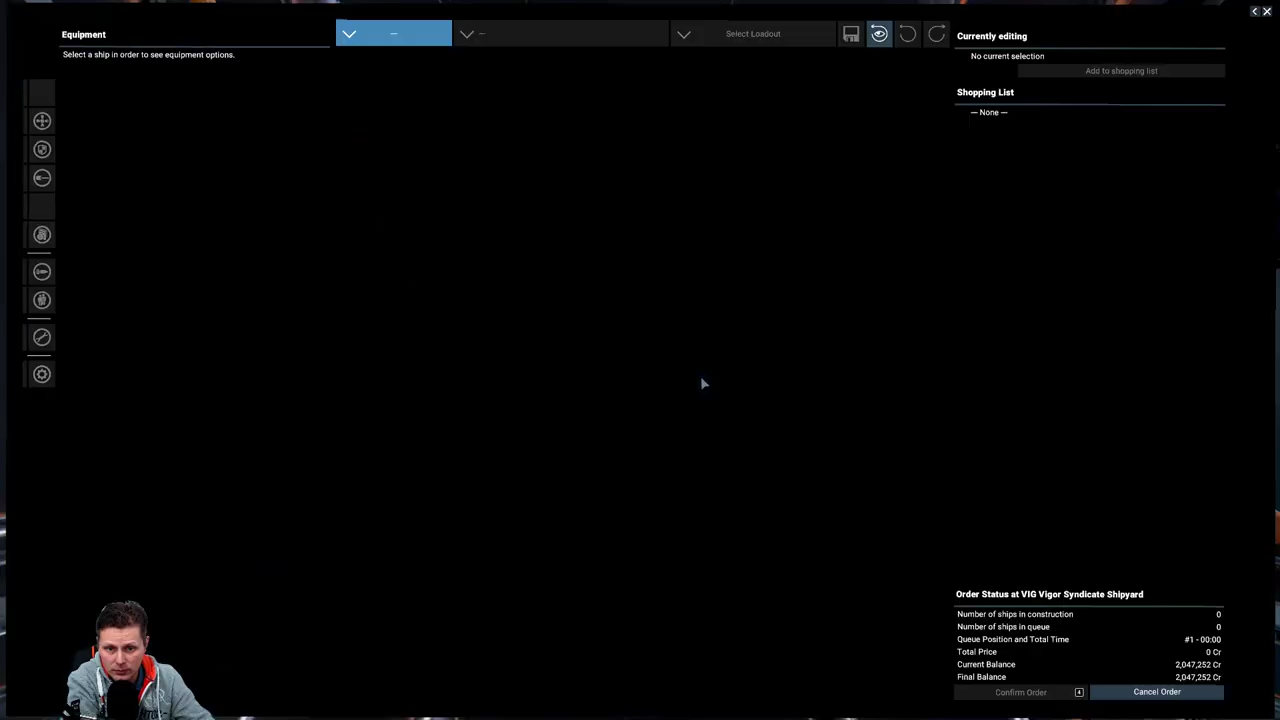 Equipment
Select a ship in order to see equipment options.
—
—
Select Loadout
Currently editing
No current selection
Add to shopping list
Shopping List
— None —
Order Status at VIG Vigor Syndicate Shipyard
Number of ships in construction 0
Number of ships in queue 0
Queue Position and Total Time #1 - 00:00
Total Price 0 Cr
Current Balance 2,047,252 Cr
Final Balance 2,047,252 Cr
Confirm Order
Cancel Order